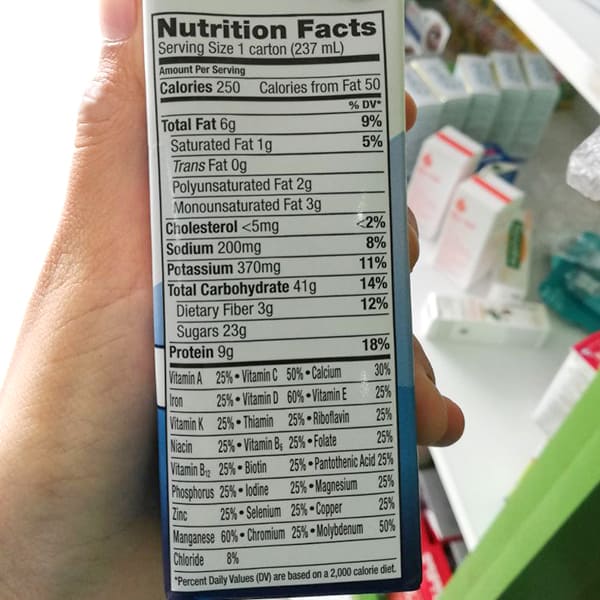 Nutrition Facts
Serving Size 1 carton (237 mL)
Amount Per Serving
Calories 250 Calories from Fat 50
% DV*
Total Fat 6g 9%
Saturated Fat 1g 5%
Trans Fat 0g
Polyunsaturated Fat 2g
Monounsaturated Fat 3g
Cholesterol <5mg <2%
Sodium 200mg 8%
Potassium 370mg 11%
Total Carbohydrate 41g 14%
Dietary Fiber 3g 12%
Sugars 23g
Protein 9g 18%
Vitamin A 25% • Vitamin C 50% • Calcium 30%
Iron 25% • Vitamin D 60% • Vitamin E 25%
Vitamin K 25% • Thiamin 25% • Riboflavin 25%
Niacin 25% • Vitamin B₆ 25% • Folate 25%
Vitamin B₁₂ 25% • Biotin 25% • Pantothenic Acid 25%
Phosphorus 25% • Iodine 25% • Magnesium 25%
Zinc 25% • Selenium 25% • Copper 25%
Manganese 60% • Chromium 25% • Molybdenum 50%
Chloride 8%
*Percent Daily Values (DV) are based on a 2,000 calorie diet.